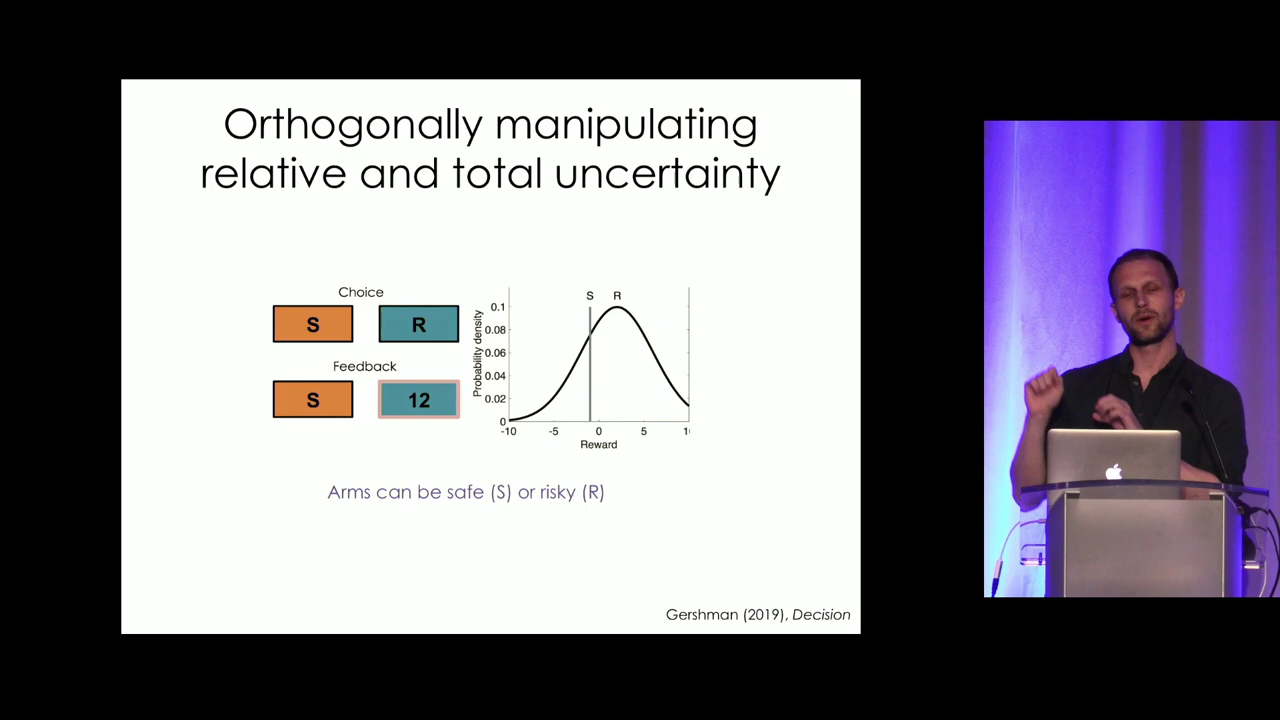 Orthogonally manipulating
relative and total uncertainty
Choice
S
R
Feedback
S
12
S
R
Probability density
0.1
0.08
0.06
0.04
0.02
0
-10
-5
0
5
Reward
Arms can be safe (S) or risky (R)
Gershman (2019), Decision